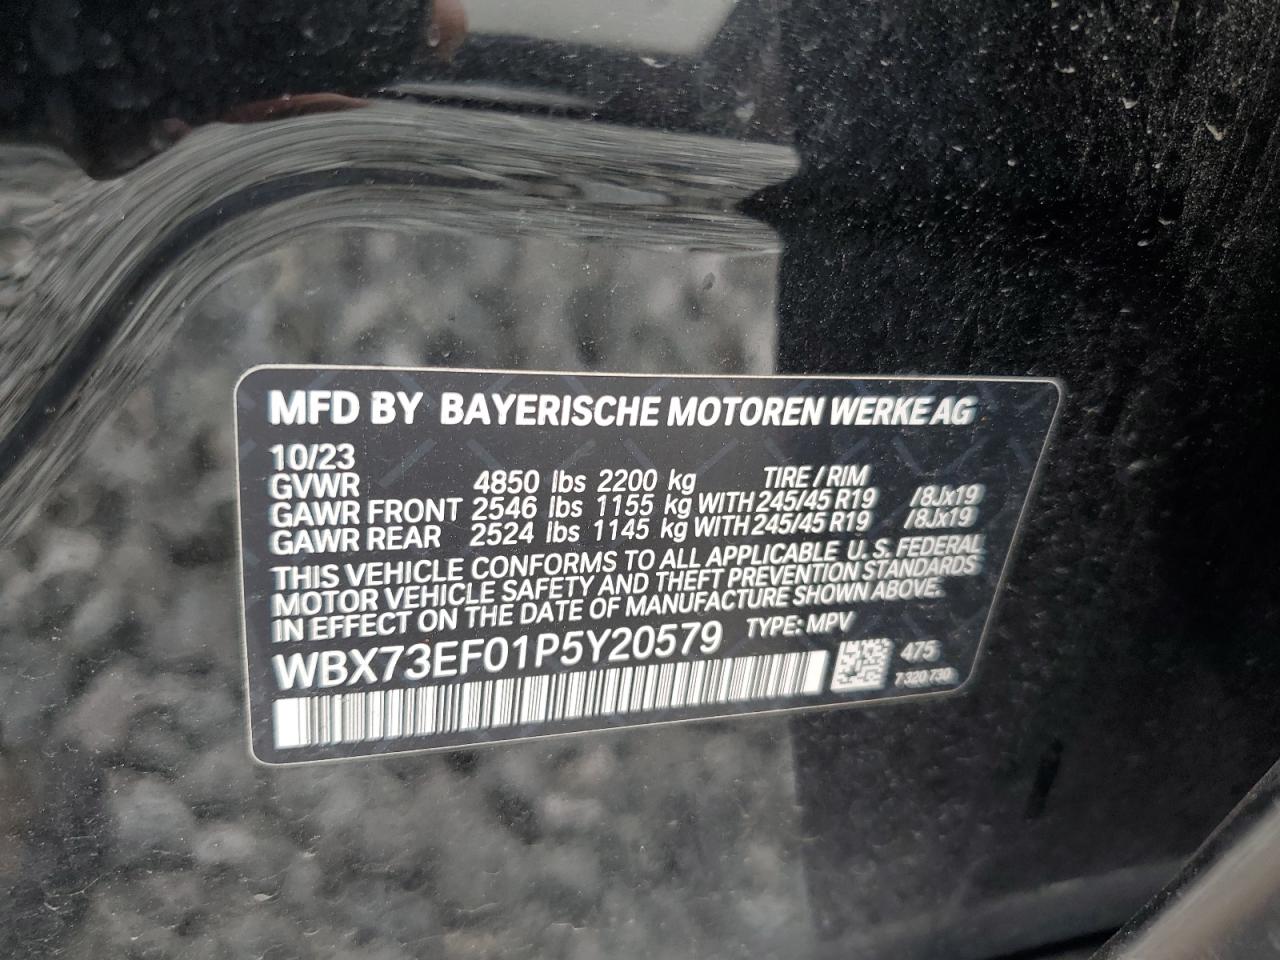 MFD BY BAYERISCHE MOTOREN WERKE AG
10/23
GVWR 4850 lbs 2200 kg TIRE / RIM
GAWR FRONT 2546 lbs 1155 kg WITH 245/45 R19 /8Jx19
GAWR REAR 2524 lbs 1145 kg WITH 245/45 R19 /8Jx19
THIS VEHICLE CONFORMS TO ALL APPLICABLE U.S. FEDERAL
MOTOR VEHICLE SAFETY AND THEFT PREVENTION STANDARDS
IN EFFECT ON THE DATE OF MANUFACTURE SHOWN ABOVE.
WBX73EF01P5Y20579 TYPE: MPV
475
7 320 730